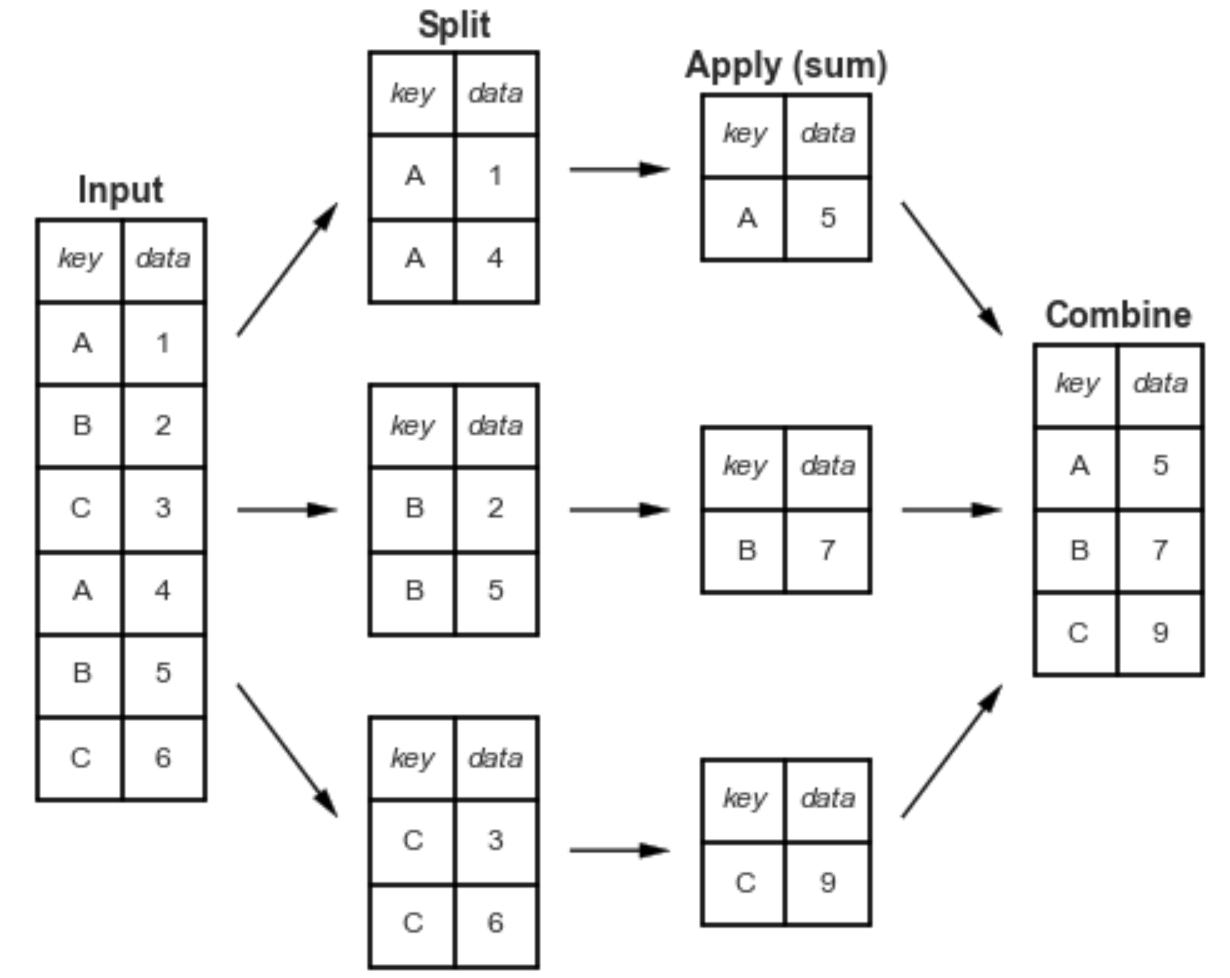 Input
key data
A 1
B 2
C 3
A 4
B 5
C 6
Split
key data
A 1
A 4
key data
B 2
B 5
key data
C 3
C 6
Apply (sum)
key data
A 5
key data
B 7
key data
C 9
Combine
key data
A 5
B 7
C 9